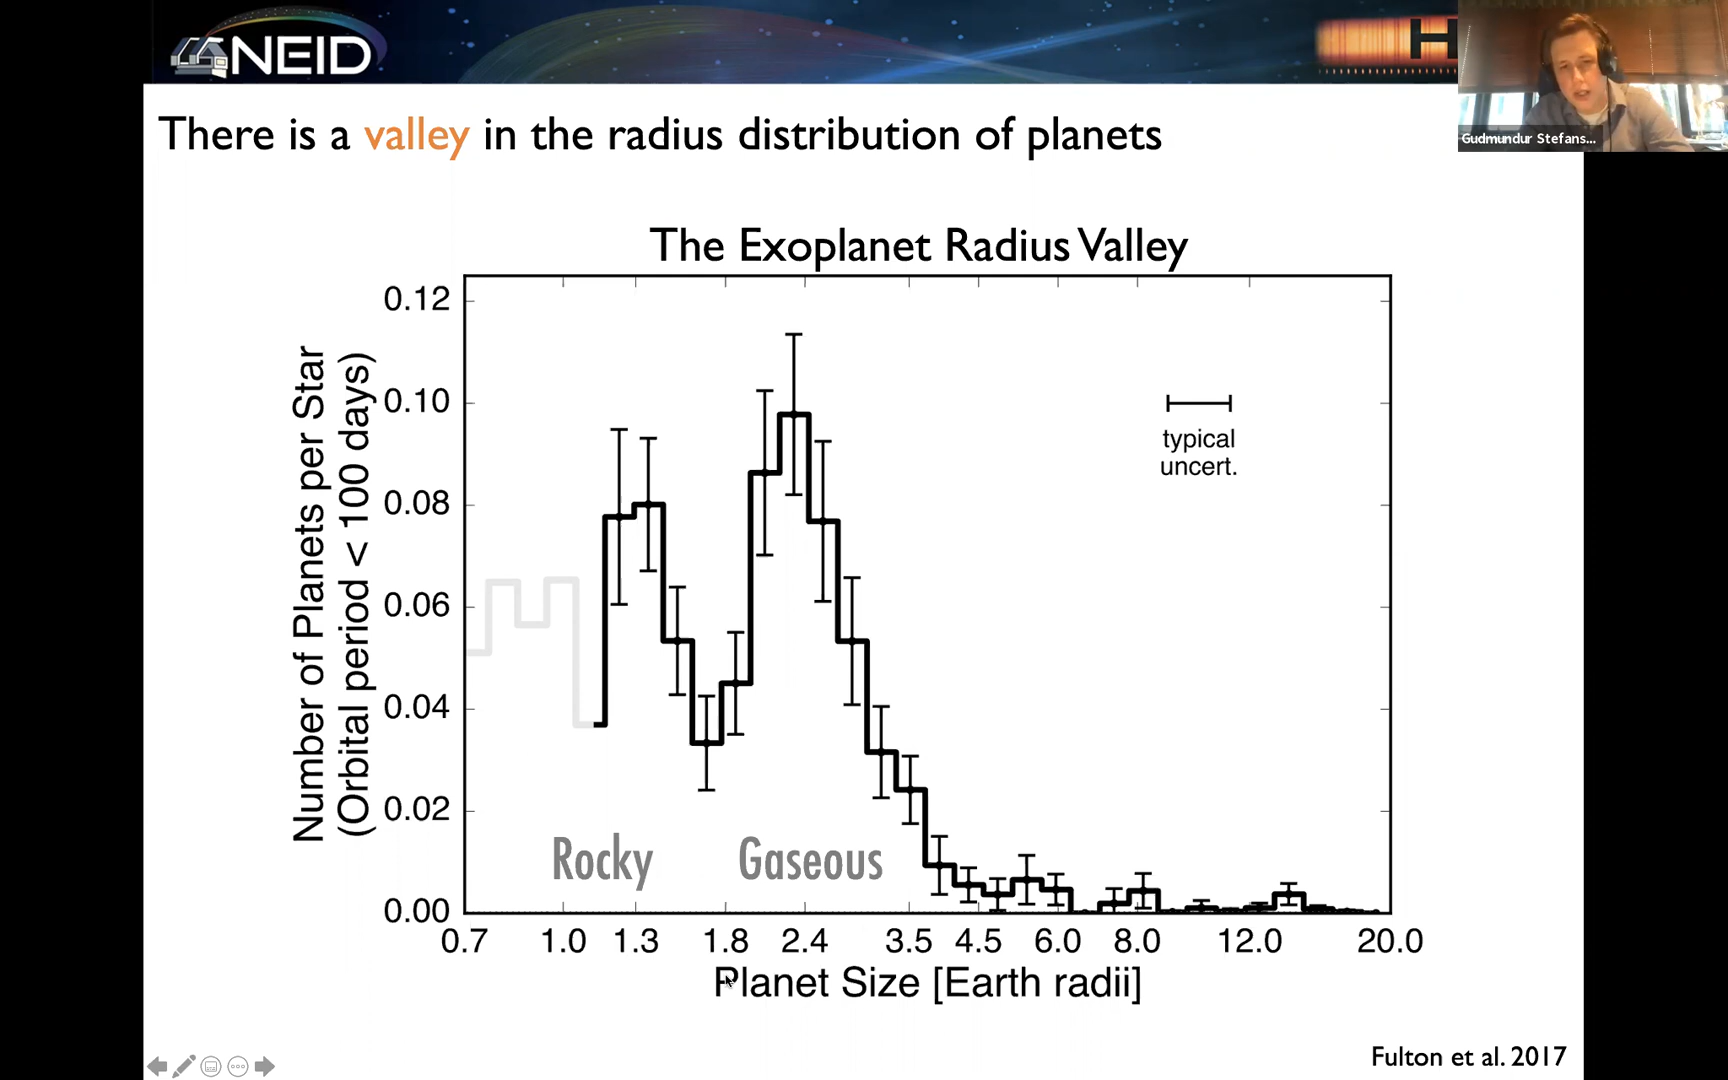 NEID
H
Gudmundur Stefans...
There is a valley in the radius distribution of planets
The Exoplanet Radius Valley
Number of Planets per Star
(Orbital period < 100 days)
0.12
0.10
0.08
0.06
0.04
0.02
0.00
typical
uncert.
Rocky
Gaseous
0.7 1.0 1.3 1.8 2.4 3.5 4.5 6.0 8.0 12.0 20.0
Planet Size [Earth radii]
Fulton et al. 2017